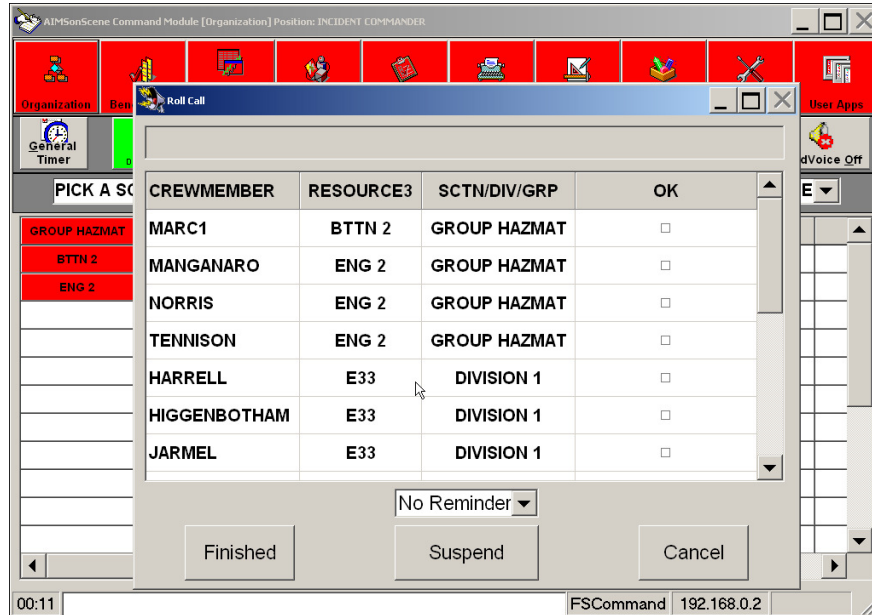 AIMSonScene Command Module [Organization] Position: INCIDENT COMMANDER
Organization
User Apps
Roll Call
General
Timer
dVoice Off
PICK A SC
E
CREWMEMBER RESOURCE3 SCTN/DIV/GRP OK
MARC1 BTTN 2 GROUP HAZMAT
MANGANARO ENG 2 GROUP HAZMAT
NORRIS ENG 2 GROUP HAZMAT
TENNISON ENG 2 GROUP HAZMAT
HARRELL E33 DIVISION 1
HIGGENBOTHAM E33 DIVISION 1
JARMEL E33 DIVISION 1
GROUP HAZMAT
BTTN 2
ENG 2
No Reminder
Finished Suspend Cancel
00:11 FSCommand 192.168.0.2